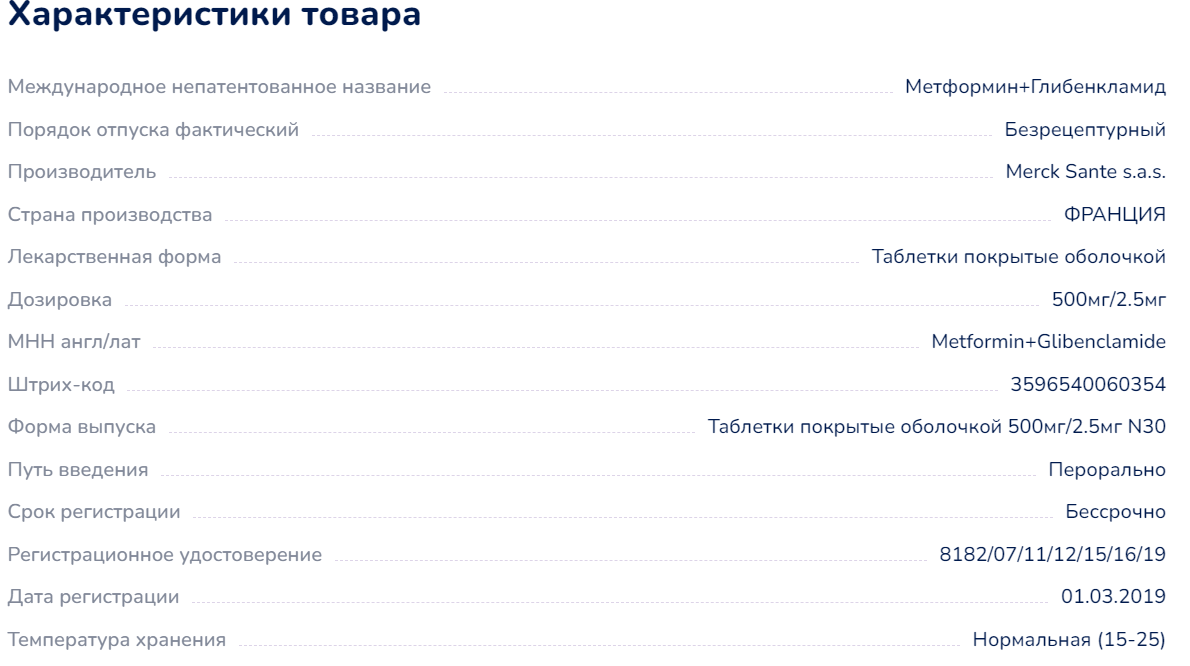 Характеристики товара
Международное непатентованное название Метформин+Глибенкламид
Порядок отпуска фактический Безрецептурный
Производитель Merck Sante s.a.s.
Страна производства ФРАНЦИЯ
Лекарственная форма Таблетки покрытые оболочкой
Дозировка 500мг/2.5мг
МНН англ/лат Metformin+Glibenclamide
Штрих-код 3596540060354
Форма выпуска Таблетки покрытые оболочкой 500мг/2.5мг N30
Путь введения Перорально
Срок регистрации Бессрочно
Регистрационное удостоверение 8182/07/11/12/15/16/19
Дата регистрации 01.03.2019
Температура хранения Нормальная (15-25)